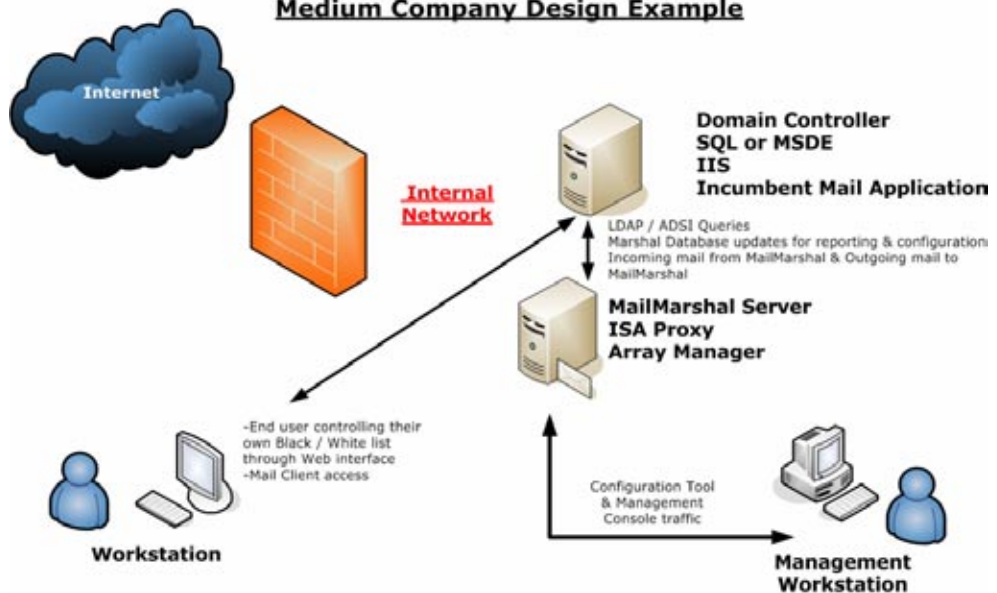 Medium Company Design Example
Internet
Internal
Network
Domain Controller
SQL or MSDE
IIS
Incumbent Mail Application
LDAP / ADSI Queries
Marshal Database updates for reporting & configuration
Incoming mail from MailMarshal & Outgoing mail to
MailMarshal
MailMarshal Server
ISA Proxy
Array Manager
-End user controlling their
own Black / White list
through Web interface
-Mail Client access
Workstation
Configuration Tool
& Management
Console traffic
Management
Workstation